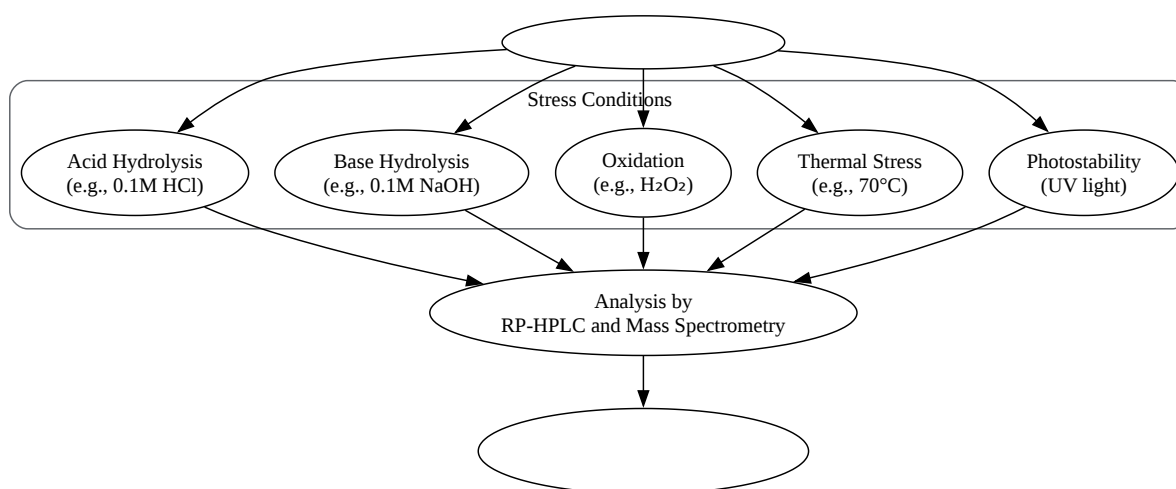 Stress Conditions
Acid Hydrolysis
(e.g., 0.1M HCl)
Base Hydrolysis
(e.g., 0.1M NaOH)
Oxidation
(e.g., H₂O₂)
Thermal Stress
(e.g., 70°C)
Photostability
(UV light)
Analysis by
RP-HPLC and Mass Spectrometry